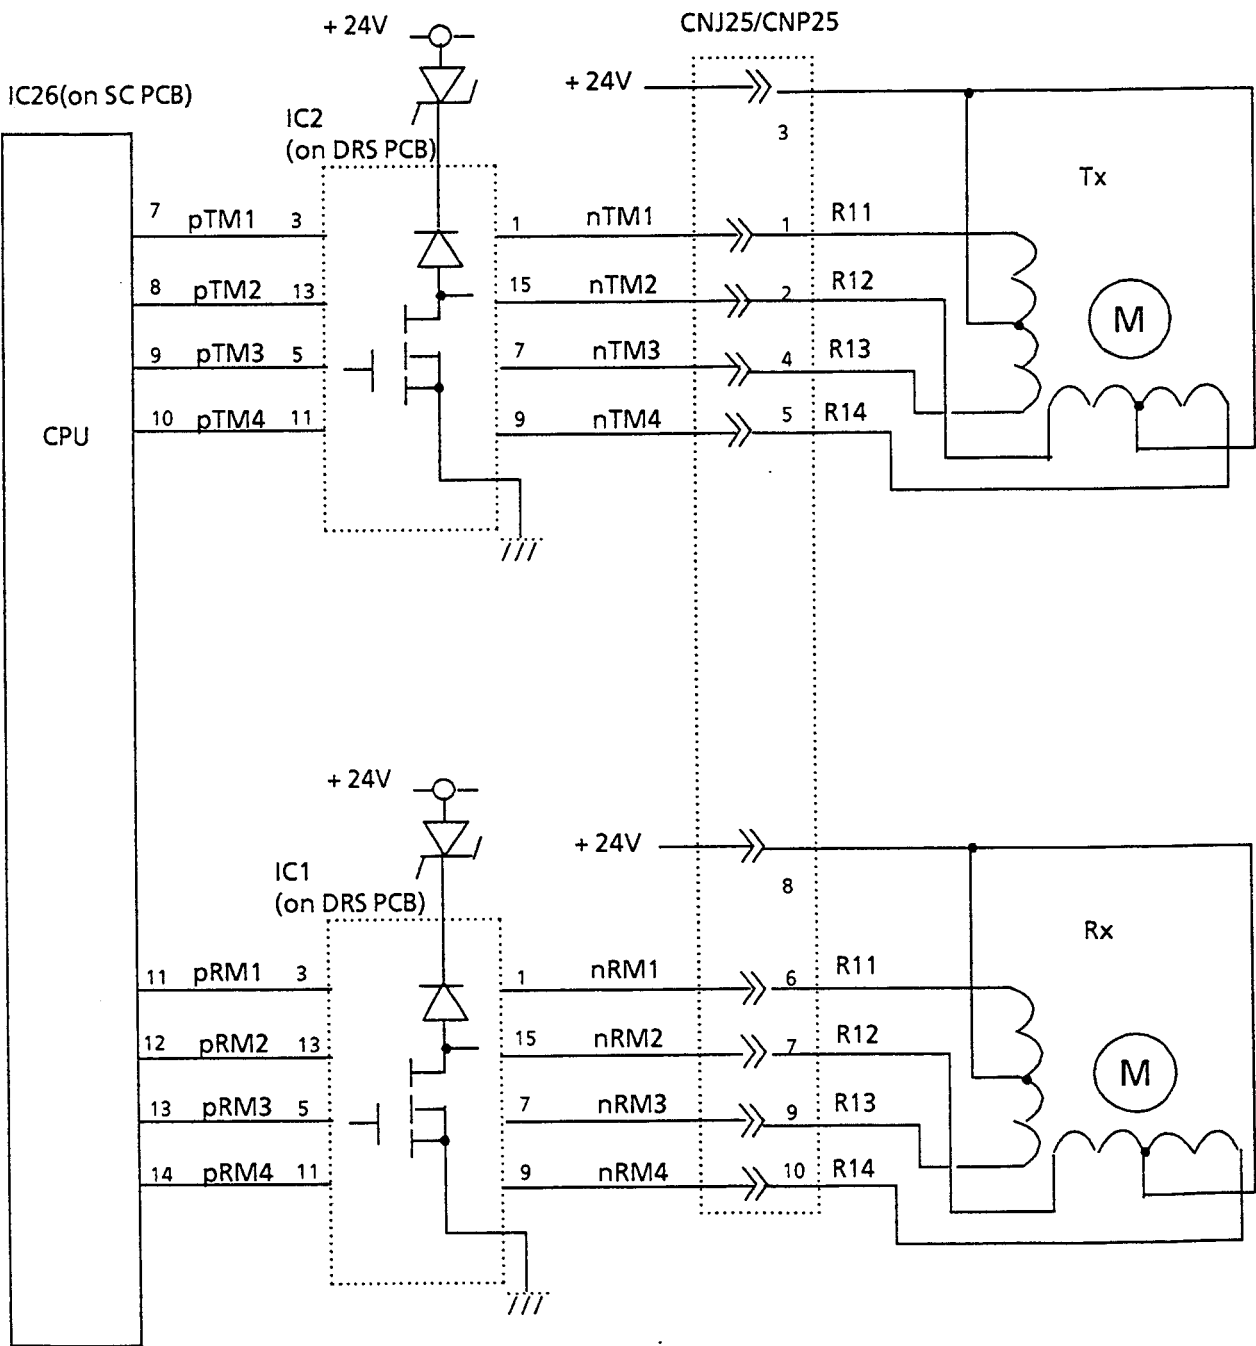 + 24V
CNJ25/CNP25
IC26(on SC PCB)
+ 24V
IC2
(on DRS PCB)
3
Tx
7 pTM1 3
1 nTM1 1 R11
8 pTM2 13
15 nTM2 2 R12
M
9 pTM3 5
7 nTM3 4 R13
10 pTM4 11
9 nTM4 5 R14
CPU
+ 24V
+ 24V
IC1
(on DRS PCB)
8
Rx
11 pRM1 3
1 nRM1 6 R11
12 pRM2 13
15 nRM2 7 R12
M
13 pRM3 5
7 nRM3 9 R13
14 pRM4 11
9 nRM4 10 R14